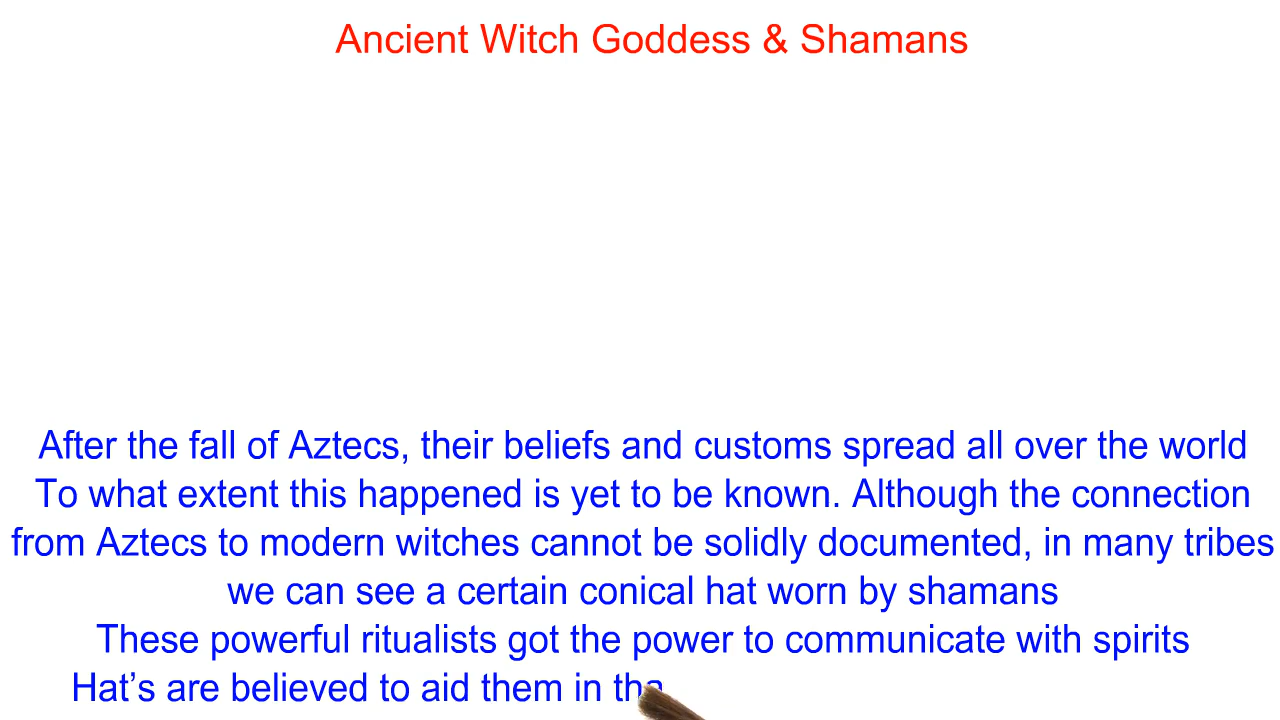 Ancient Witch Goddess & Shamans
After the fall of Aztecs, their beliefs and customs spread all over the world
To what extent this happened is yet to be known. Although the connection
from Aztecs to modern witches cannot be solidly documented, in many tribes
we can see a certain conical hat worn by shamans
These powerful ritualists got the power to communicate with spirits
Hat’s are believed to aid them in